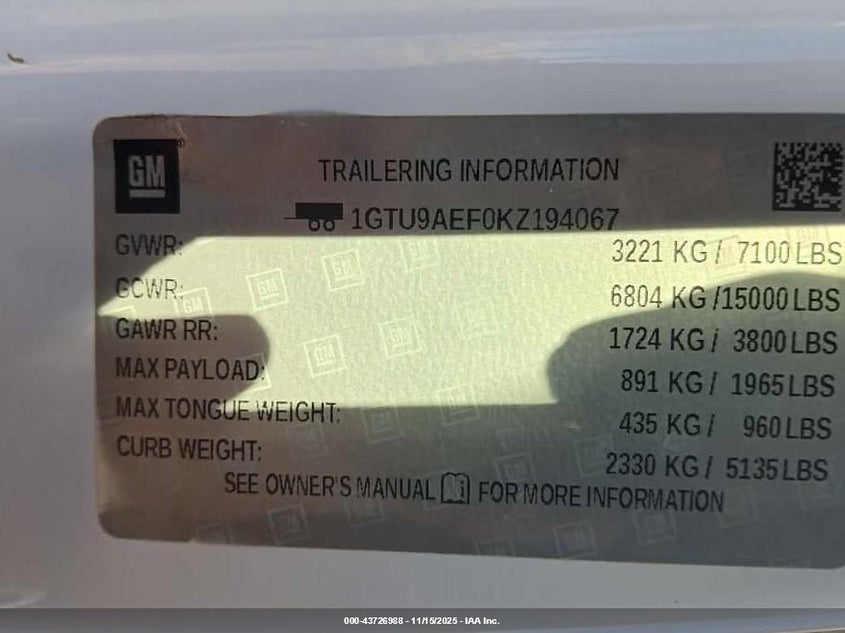 GM
TRAILERING INFORMATION
1GTU9AEF0KZ194067
GVWR: 3221 KG / 7100 LBS
GCWR: 6804 KG / 15000 LBS
GAWR RR: 1724 KG / 3800 LBS
MAX PAYLOAD: 891 KG / 1965 LBS
MAX TONGUE WEIGHT: 435 KG / 960 LBS
CURB WEIGHT: 2330 KG / 5135 LBS
SEE OWNER'S MANUAL FOR MORE INFORMATION
000-43726988 - 11/15/2025 - IAA Inc.